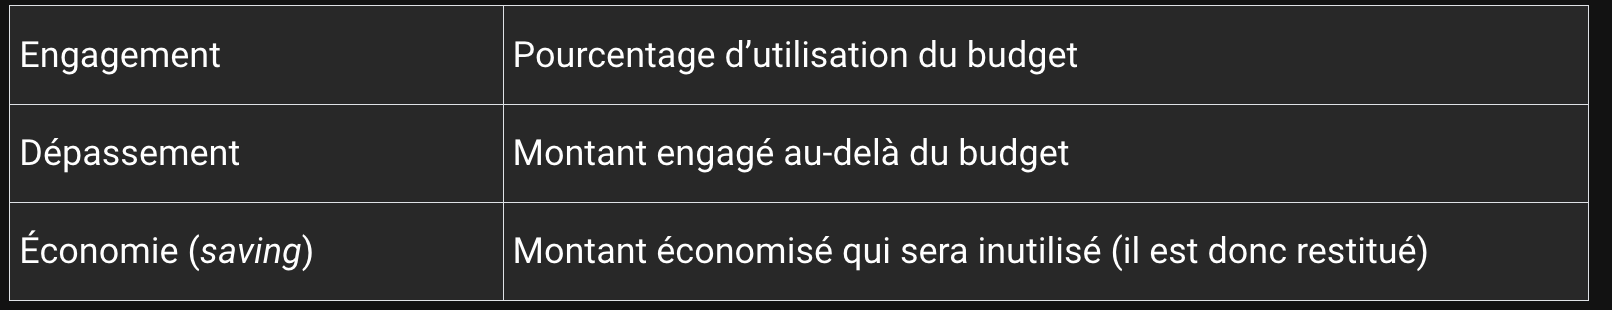 Engagement
Pourcentage d’utilisation du budget
Dépassement
Montant engagé au-delà du budget
Économie (saving)
Montant économisé qui sera inutilisé (il est donc restitué)